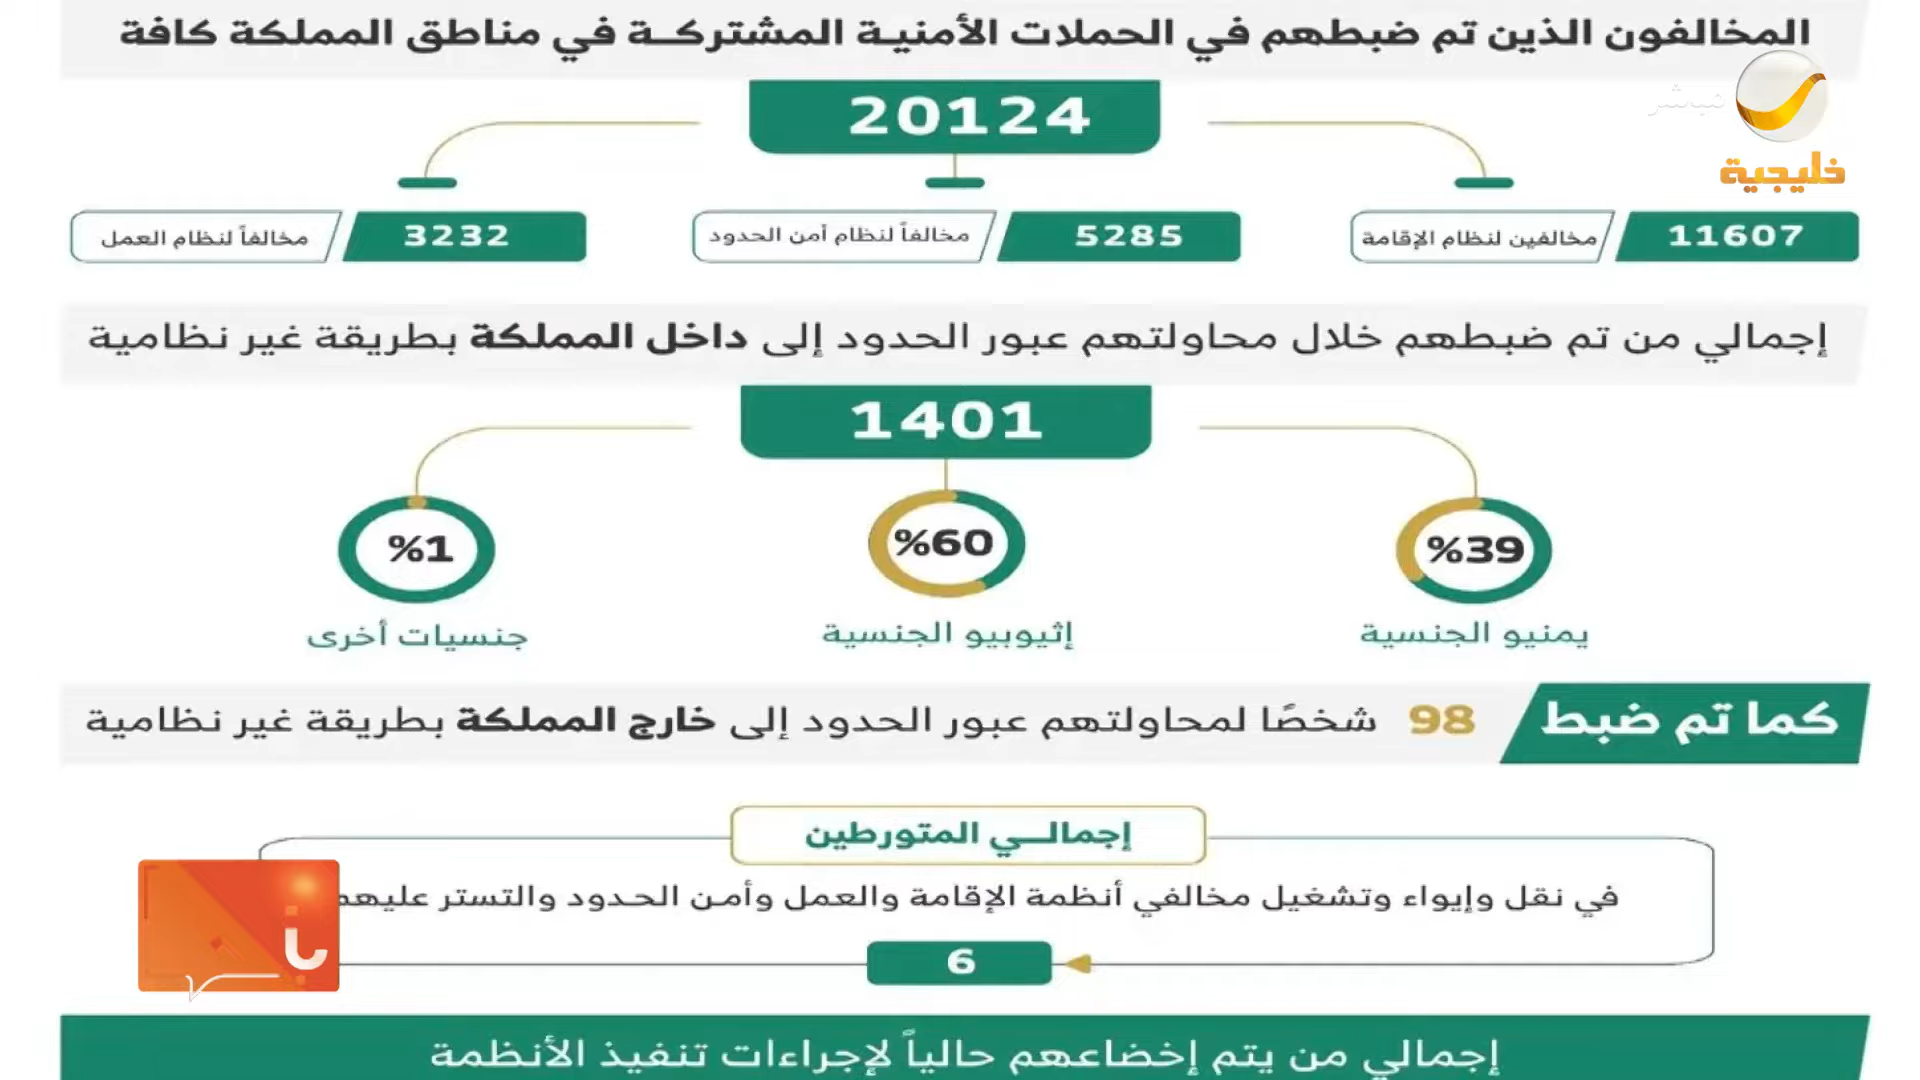 المخالفون الذين تم ضبطهم في الحملات الأمنية المشتركة في مناطق المملكة كافة
مباشر
خليجية
20124
11607 مخالفين لنظام الإقامة
5285 مخالفاً لنظام أمن الحدود
3232 مخالفاً لنظام العمل
إجمالي من تم ضبطهم خلال محاولتهم عبور الحدود إلى داخل المملكة بطريقة غير نظامية
1401
%39
يمنيو الجنسية
%60
إثيوبيو الجنسية
%1
جنسيات أخرى
كما تم ضبط 98 شخصًا لمحاولتهم عبور الحدود إلى خارج المملكة بطريقة غير نظامية
إجمالي المتورطين
في نقل وإيواء وتشغيل مخالفي أنظمة الإقامة والعمل وأمن الحدود والتستر عليهم
6
إجمالي من يتم إخضاعهم حالياً لإجراءات تنفيذ الأنظمة